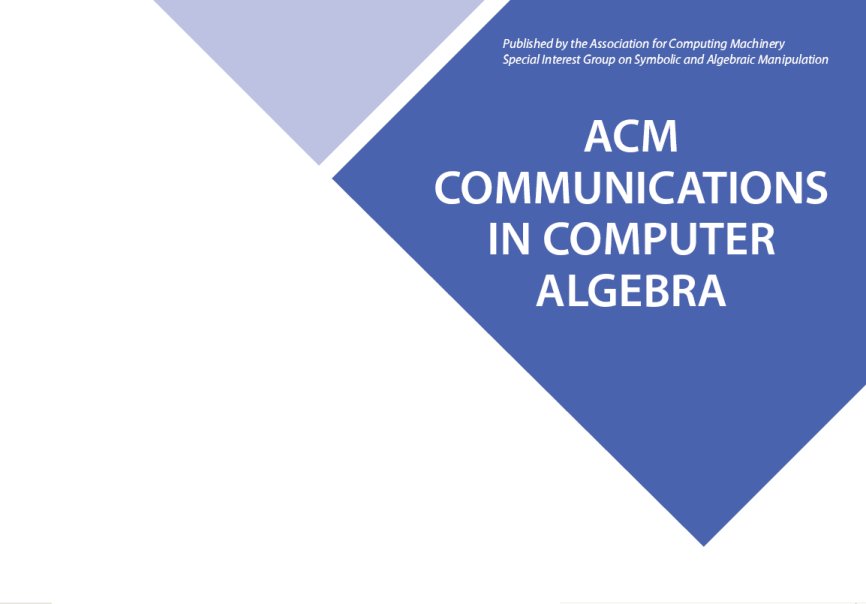 Published by the Association for Computing Machinery
Special Interest Group on Symbolic and Algebraic Manipulation
ACM
COMMUNICATIONS
IN COMPUTER
ALGEBRA